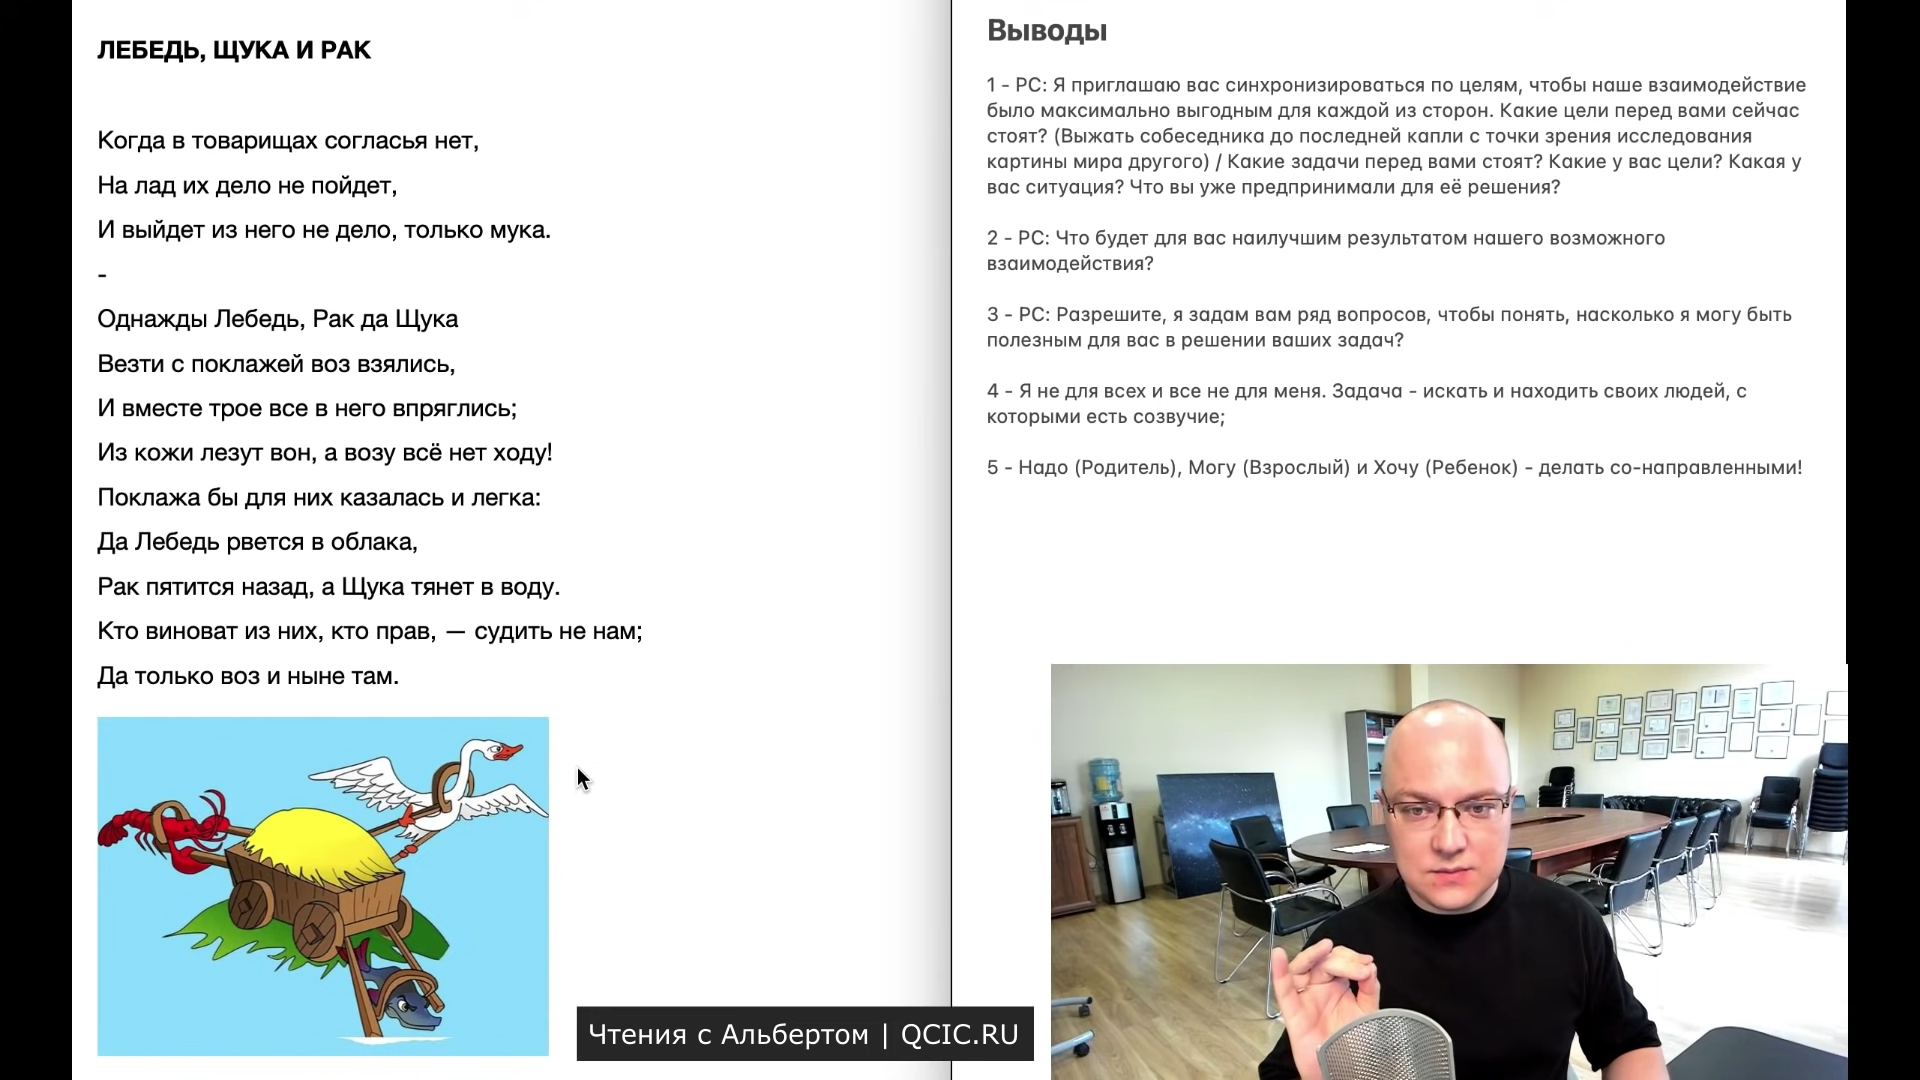 ЛЕБЕДЬ, ЩУКА И РАК
Когда в товарищах согласья нет,
На лад их дело не пойдет,
И выйдет из него не дело, только мука.
-
Однажды Лебедь, Рак да Щука
Везти с поклажей воз взялись,
И вместе трое все в него впряглись;
Из кожи лезут вон, а возу всё нет ходу!
Поклажа бы для них казалась и легка:
Да Лебедь рвется в облака,
Рак пятится назад, а Щука тянет в воду.
Кто виноват из них, кто прав, — судить не нам;
Да только воз и ныне там.
Выводы
1 - РС: Я приглашаю вас синхронизироваться по целям, чтобы наше взаимодействие
было максимально выгодным для каждой из сторон. Какие цели перед вами сейчас
стоят? (Выжать собеседника до последней капли с точки зрения исследования
картины мира другого) / Какие задачи перед вами стоят? Какие у вас цели? Какая у
вас ситуация? Что вы уже предпринимали для её решения?
2 - РС: Что будет для вас наилучшим результатом нашего возможного
взаимодействия?
3 - РС: Разрешите, я задам вам ряд вопросов, чтобы понять, насколько я могу быть
полезным для вас в решении ваших задач?
4 - Я не для всех и все не для меня. Задача - искать и находить своих людей, с
которыми есть созвучие;
5 - Надо (Родитель), Могу (Взрослый) и Хочу (Ребенок) - делать со-направленными!
Чтения с Альбертом | QCIC.RU